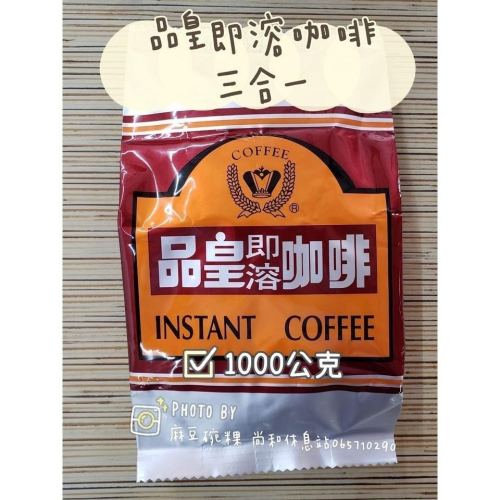 品皇即溶咖啡
三合一
COFFEE
®
品皇即溶咖啡
INSTANT COFFEE
1000公克
PHOTO BY
麻豆碗粿 尚和休息站065710290